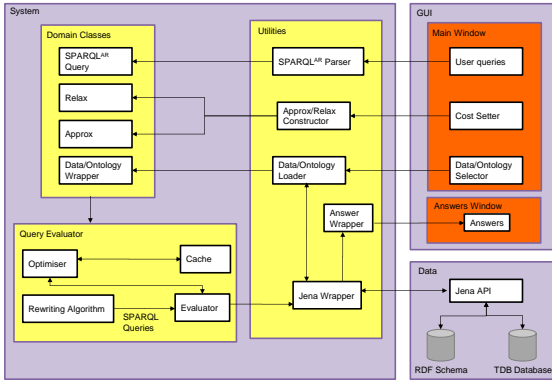 System
Domain Classes
SPARQLᴬᴿ
Query
Relax
Approx
Data/Ontology
Wrapper
Utilities
SPARQLᴬᴿ Parser
Approx/Relax
Constructor
Data/Ontology
Loader
Answer
Wrapper
Jena Wrapper
Query Evaluator
Optimiser
Cache
Rewriting Algorithm
SPARQL
Queries
Evaluator
GUI
Main Window
User queries
Cost Setter
Data/Ontology
Selector
Answers Window
Answers
Data
Jena API
RDF Schema
TDB Database